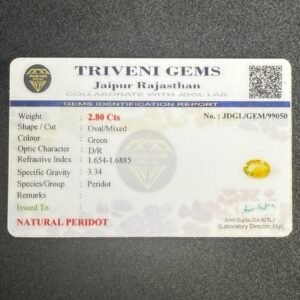 TRIVENI GEMS
Jaipur Rajasthan
COLLABORATE WITH JDGL LAB
GEMS IDENTIFICATION REPORT
Weight : 2.80 Cts No. : JDGL/GEM/99050
Shape / Cut : Oval/Mixed
Colour : Green
Optic Character : D/R
Refractive Index : 1.654-1.6885
Specific Gravity : 3.34
Species/Group : Peridot
Remarks :
Issued To
NATURAL PERIDOT
Amit Gupta
(Laboratory Director